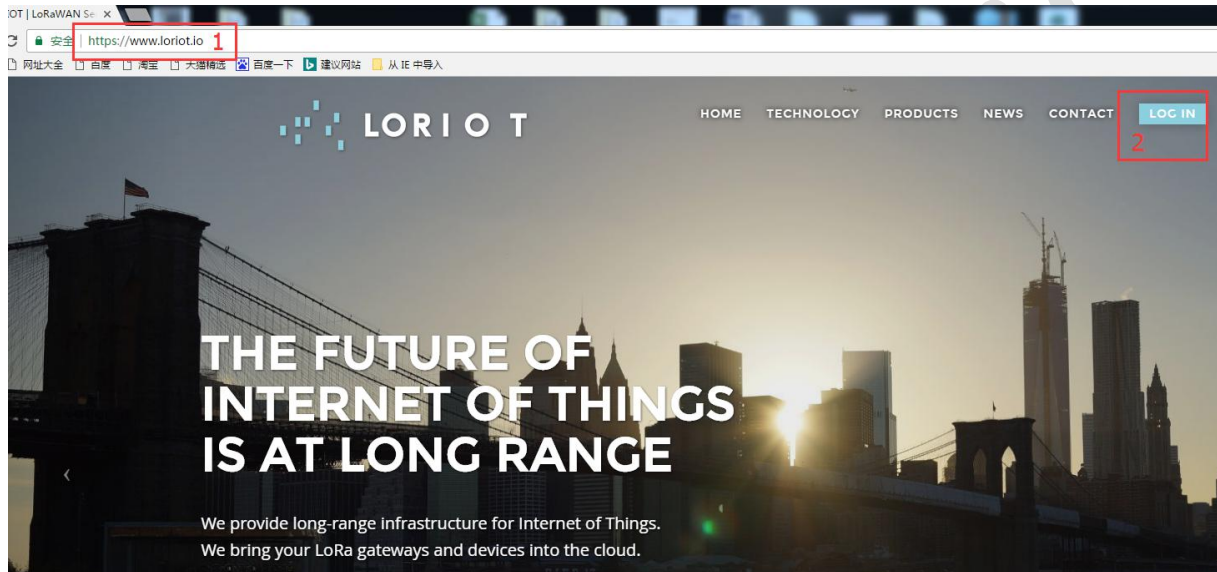 IOT | LoRaWAN Se ×
安全 | https://www.loriot.io 1
网址大全 百度 淘宝 天猫精选 百度一下 建议网站 从 IE 中导入
LORIOT HOME TECHNOLOGY PRODUCTS NEWS CONTACT LOG IN
2
THE FUTURE OF
INTERNET OF THINGS
IS AT LONG RANGE
‹
We provide long-range infrastructure for Internet of Things.
We bring your LoRa gateways and devices into the cloud.